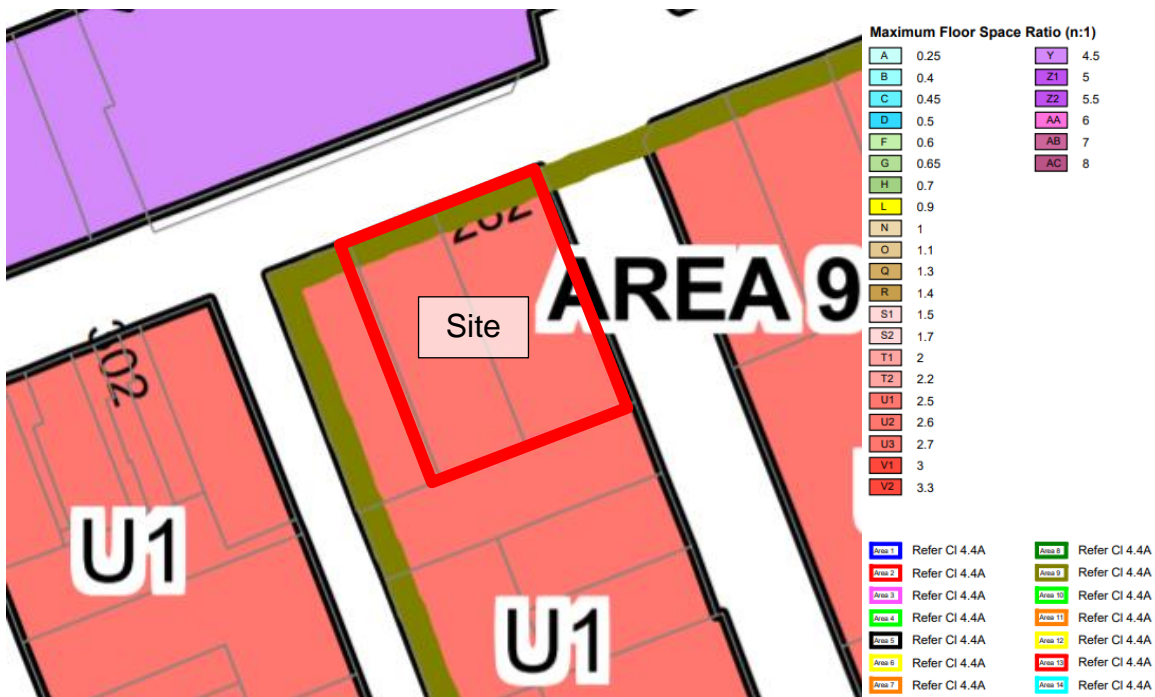 262
AREA 9
Site
302
U1
U1
Maximum Floor Space Ratio (n:1)
A 0.25
B 0.4
C 0.45
D 0.5
F 0.6
G 0.65
H 0.7
L 0.9
N 1
O 1.1
Q 1.3
R 1.4
S1 1.5
S2 1.7
T1 2
T2 2.2
U1 2.5
U2 2.6
U3 2.7
V1 3
V2 3.3
Y 4.5
Z1 5
Z2 5.5
AA 6
AB 7
AC 8
Area 1 Refer Cl 4.4A
Area 2 Refer Cl 4.4A
Area 3 Refer Cl 4.4A
Area 4 Refer Cl 4.4A
Area 5 Refer Cl 4.4A
Area 6 Refer Cl 4.4A
Area 7 Refer Cl 4.4A
Area 8 Refer Cl 4.4A
Area 9 Refer Cl 4.4A
Area 10 Refer Cl 4.4A
Area 11 Refer Cl 4.4A
Area 12 Refer Cl 4.4A
Area 13 Refer Cl 4.4A
Area 14 Refer Cl 4.4A